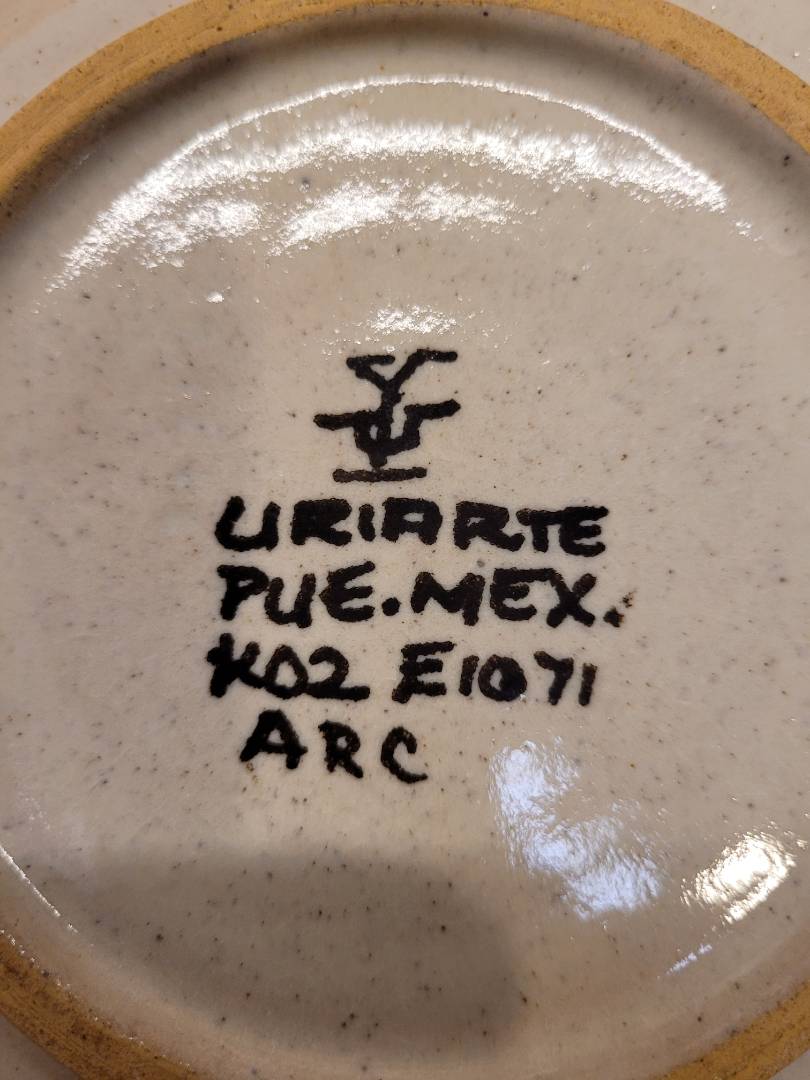 URIARTE
PUE.MEX.
K02 E1071
ARC